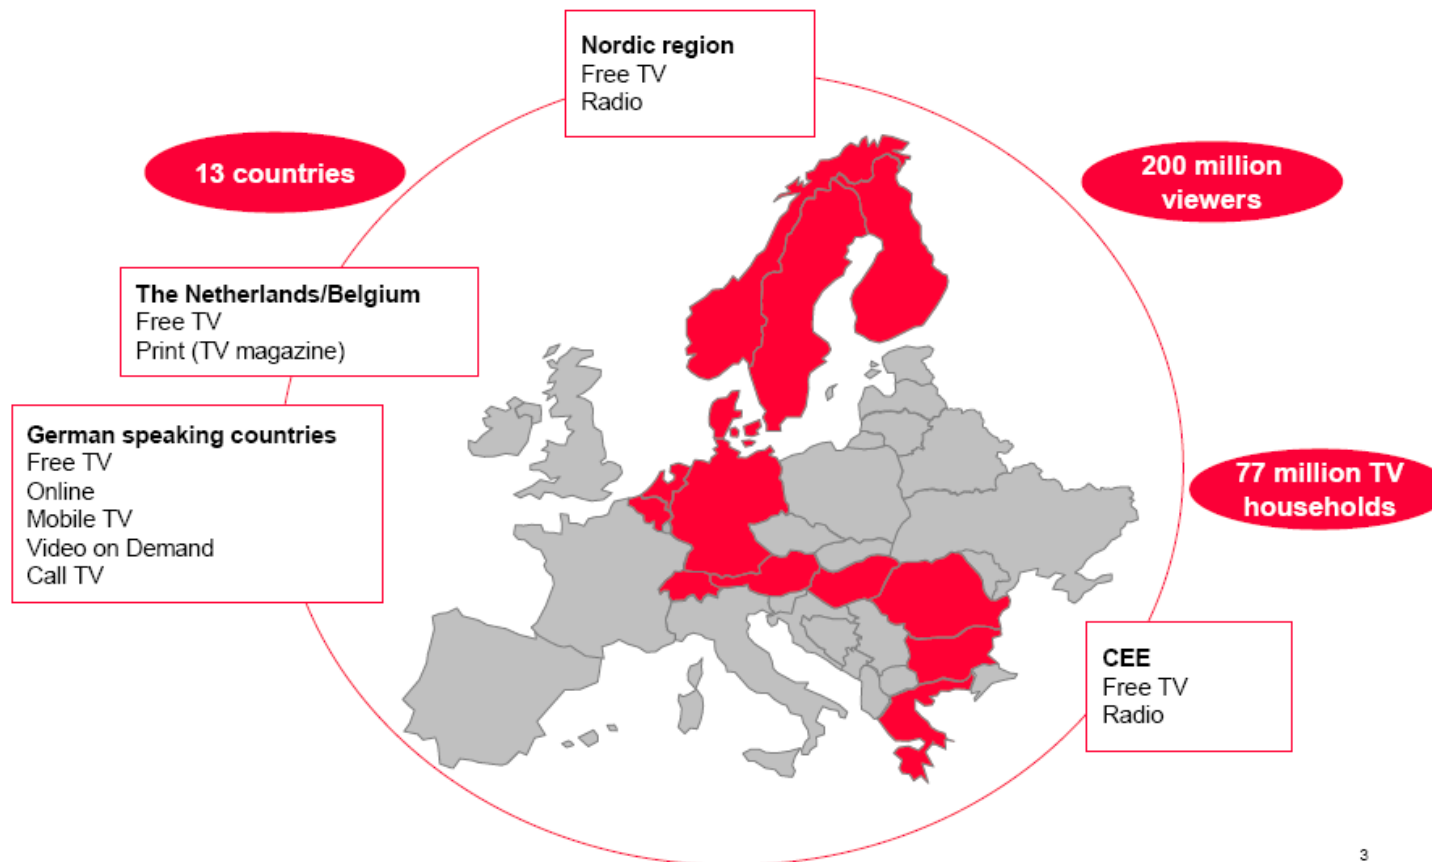 Nordic region
Free TV
Radio
13 countries
200 million
viewers
The Netherlands/Belgium
Free TV
Print (TV magazine)
German speaking countries
Free TV
Online
Mobile TV
Video on Demand
Call TV
77 million TV
households
CEE
Free TV
Radio
3